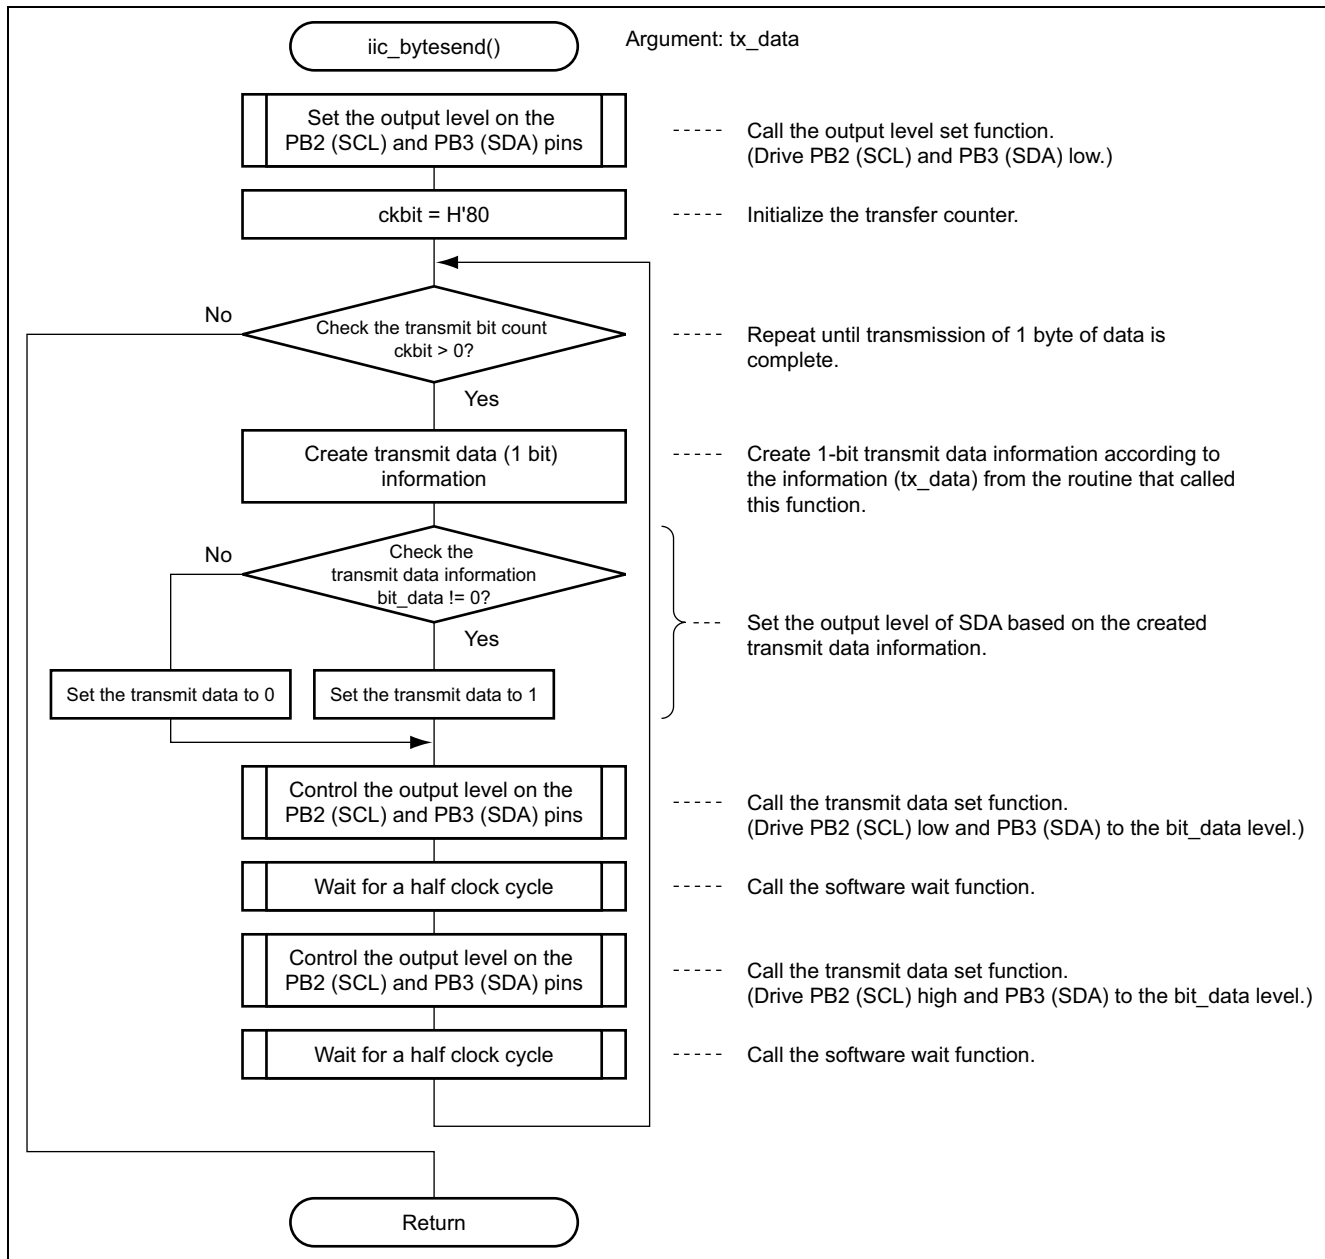 iic_bytesend()
Argument: tx_data
Set the output level on the
PB2 (SCL) and PB3 (SDA) pins
Call the output level set function.
(Drive PB2 (SCL) and PB3 (SDA) low.)
ckbit = H'80
Initialize the transfer counter.
No
Check the transmit bit count
ckbit > 0?
Repeat until transmission of 1 byte of data is
complete.
Yes
Create transmit data (1 bit)
information
Create 1-bit transmit data information according to
the information (tx_data) from the routine that called
this function.
No
Check the
transmit data information
bit_data != 0?
Yes
Set the output level of SDA based on the created
transmit data information.
Set the transmit data to 0
Set the transmit data to 1
Control the output level on the
PB2 (SCL) and PB3 (SDA) pins
Call the transmit data set function.
(Drive PB2 (SCL) low and PB3 (SDA) to the bit_data level.)
Wait for a half clock cycle
Call the software wait function.
Control the output level on the
PB2 (SCL) and PB3 (SDA) pins
Call the transmit data set function.
(Drive PB2 (SCL) high and PB3 (SDA) to the bit_data level.)
Wait for a half clock cycle
Call the software wait function.
Return